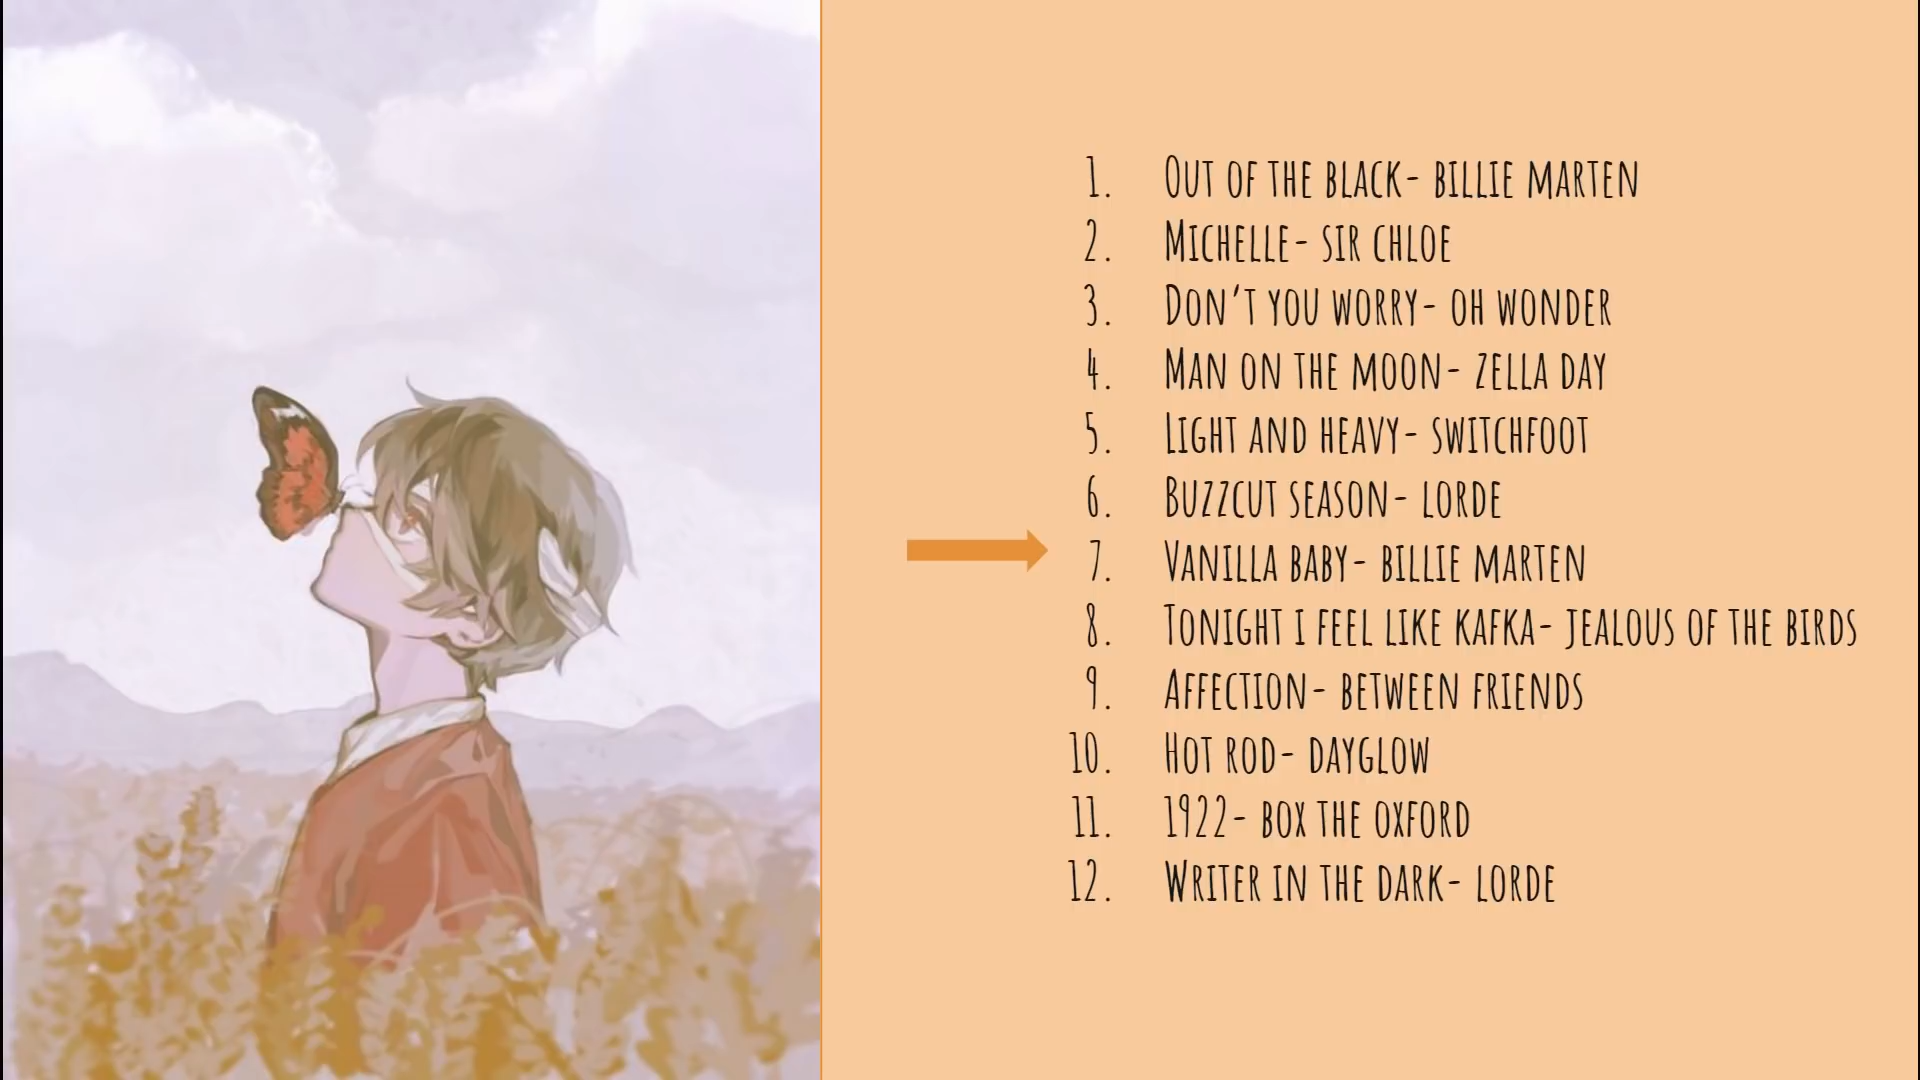 1. Out of the black- billie marten
2. Michelle- sir chloe
3. Don't you worry- oh wonder
4. Man on the moon- zella day
5. Light and heavy- switchfoot
6. Buzzcut season- lorde
7. Vanilla baby- billie marten
8. Tonight i feel like kafka- jealous of the birds
9. Affection- between friends
10. Hot rod- dayglow
11. 1922- box the oxford
12. Writer in the dark- lorde